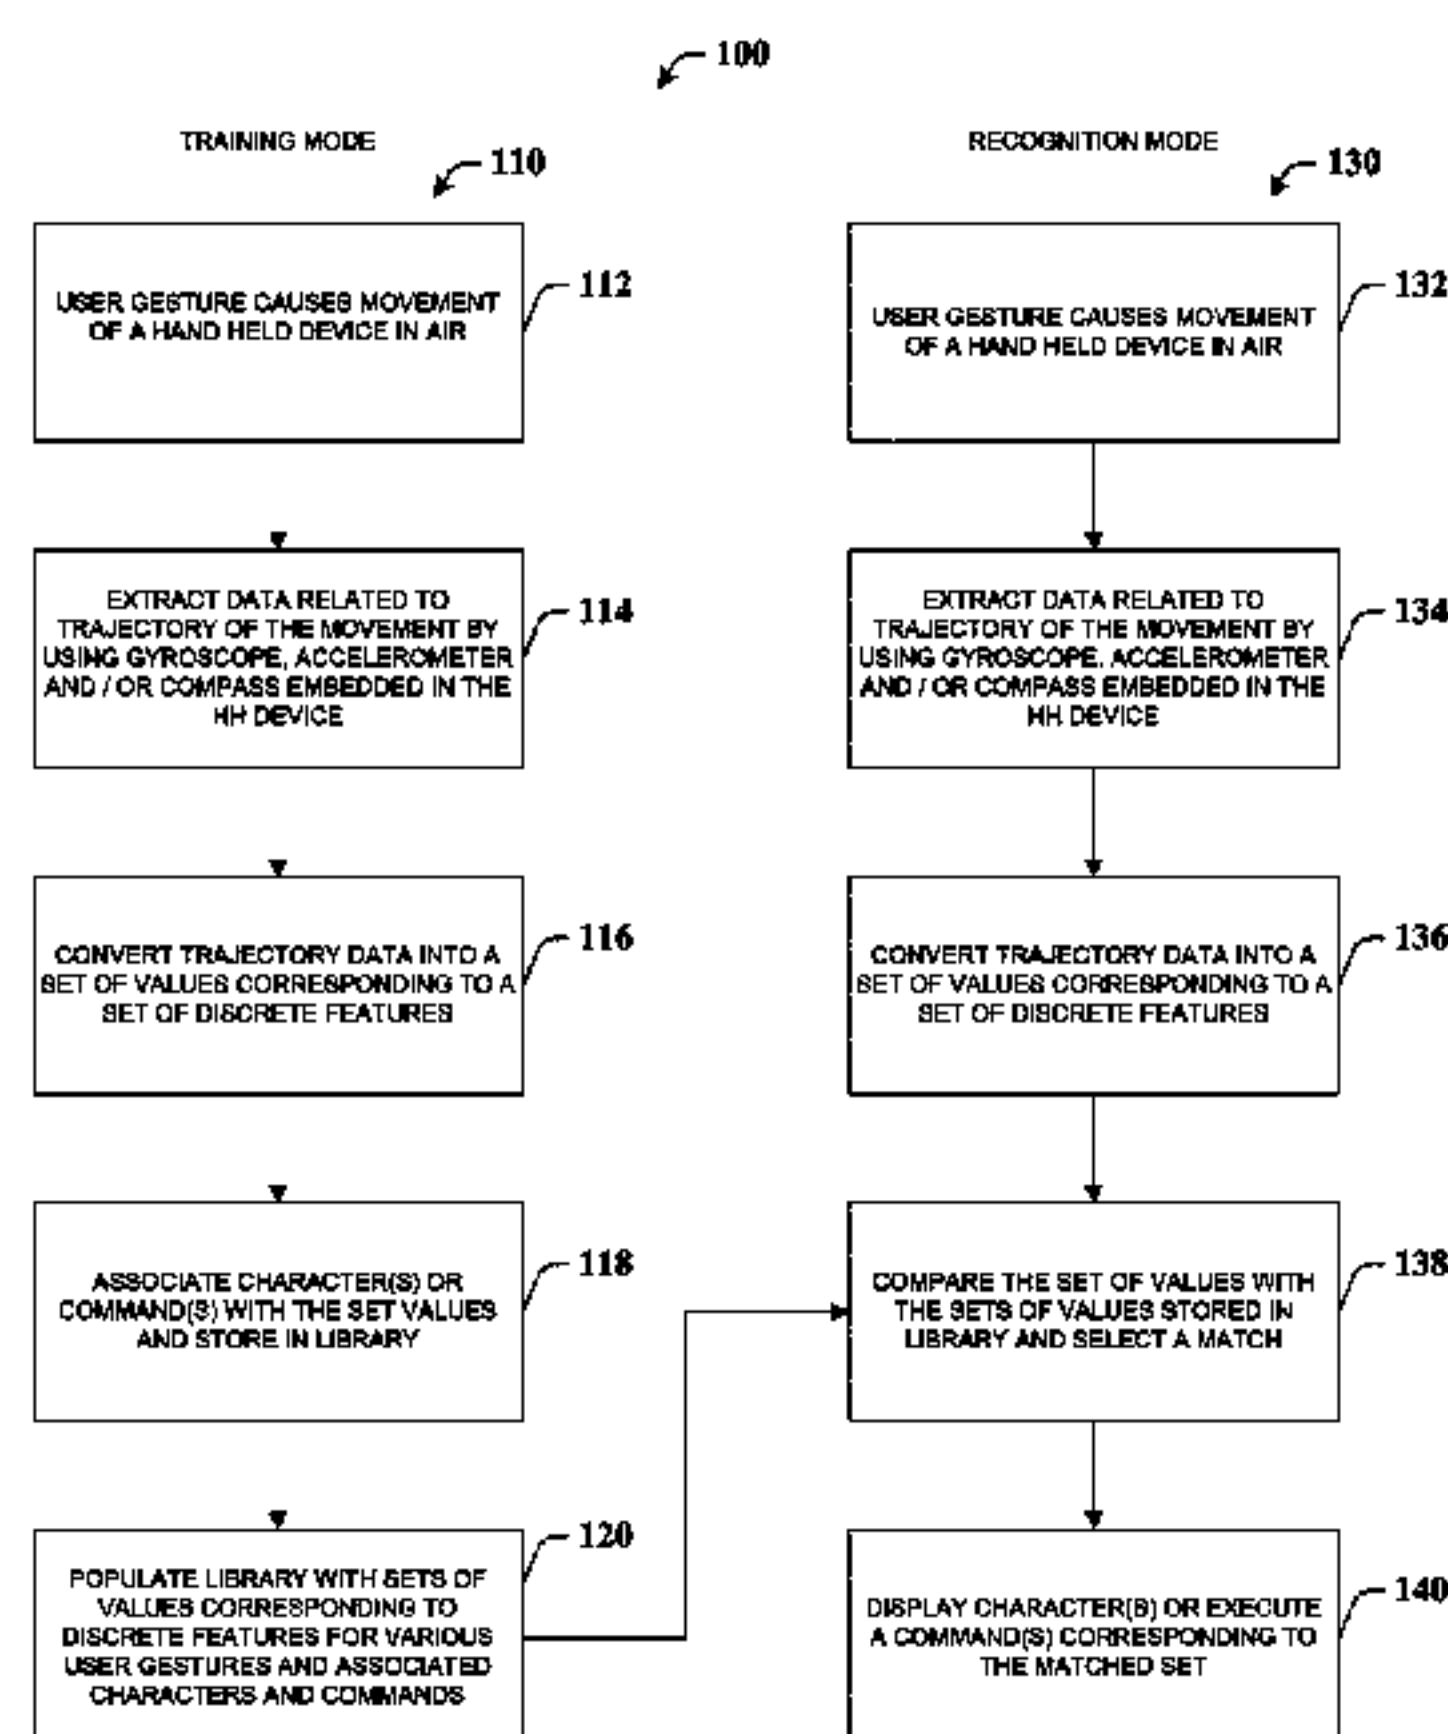 100
TRAINING MODE
110
USER GESTURE CAUSES MOVEMENT
OF A HAND HELD DEVICE IN AIR
112
EXTRACT DATA RELATED TO
TRAJECTORY OF THE MOVEMENT BY
USING GYROSCOPE, ACCELEROMETER
AND / OR COMPASS EMBEDDED IN THE
HH DEVICE
114
CONVERT TRAJECTORY DATA INTO A
SET OF VALUES CORRESPONDING TO A
SET OF DISCRETE FEATURES
116
ASSOCIATE CHARACTER(S) OR
COMMAND(S) WITH THE SET VALUES
AND STORE IN LIBRARY
118
POPULATE LIBRARY WITH SETS OF
VALUES CORRESPONDING TO
DISCRETE FEATURES FOR VARIOUS
USER GESTURES AND ASSOCIATED
CHARACTERS AND COMMANDS
120
RECOGNITION MODE
130
USER GESTURE CAUSES MOVEMENT
OF A HAND HELD DEVICE IN AIR
132
EXTRACT DATA RELATED TO
TRAJECTORY OF THE MOVEMENT BY
USING GYROSCOPE, ACCELEROMETER
AND / OR COMPASS EMBEDDED IN THE
HH DEVICE
134
CONVERT TRAJECTORY DATA INTO A
SET OF VALUES CORRESPONDING TO A
SET OF DISCRETE FEATURES
136
COMPARE THE SET OF VALUES WITH
THE SETS OF VALUES STORED IN
LIBRARY AND SELECT A MATCH
138
DISPLAY CHARACTER(S) OR EXECUTE
A COMMAND(S) CORRESPONDING TO
THE MATCHED SET
140